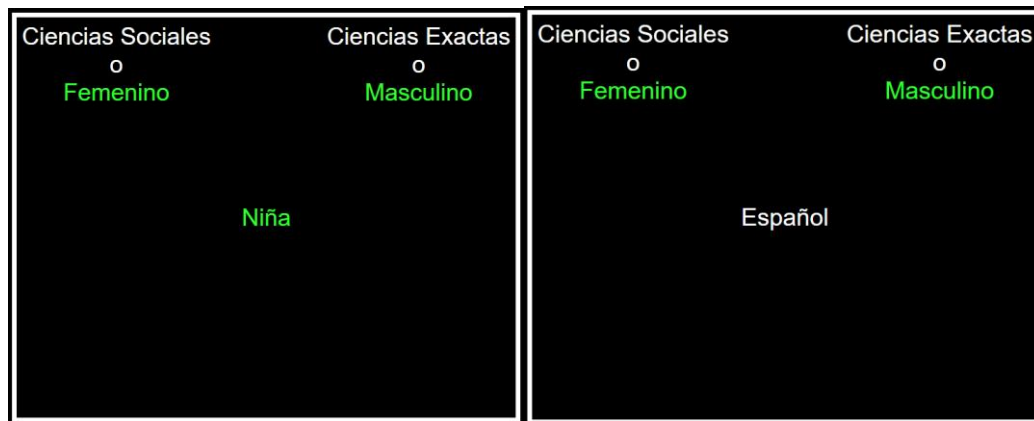 Ciencias Sociales
o
Femenino
Ciencias Exactas
o
Masculino
Niña
Ciencias Sociales
o
Femenino
Ciencias Exactas
o
Masculino
Español